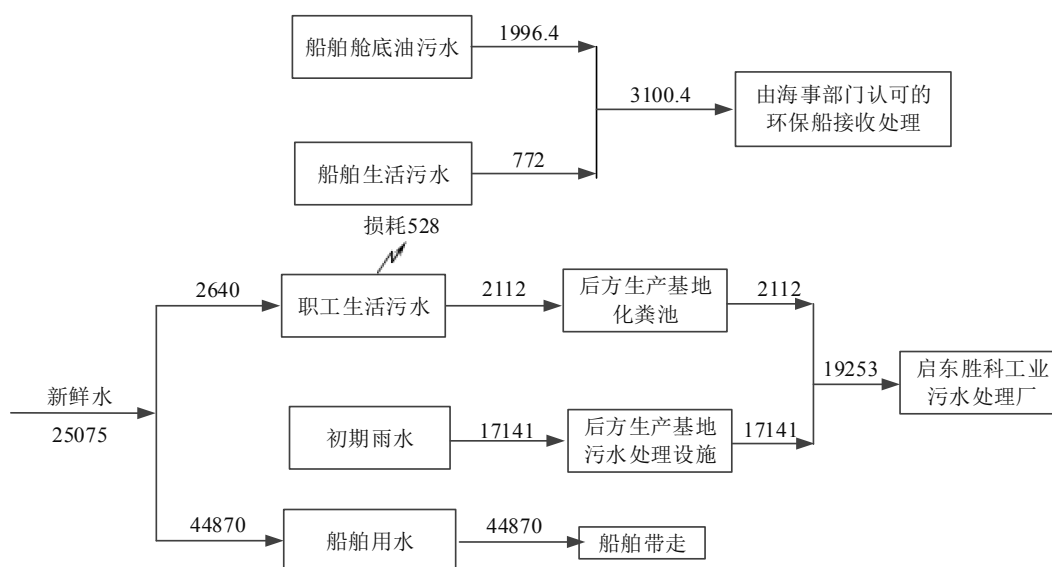 船舶舱底油污水
1996.4
3100.4
由海事部门认可的
环保船接收处理
船舶生活污水
772
损耗528
2640
职工生活污水
2112
后方生产基地
化粪池
2112
新鲜水
25075
19253
启东胜科工业
污水处理厂
初期雨水
17141
后方生产基地
污水处理设施
17141
44870
船舶用水
44870
船舶带走